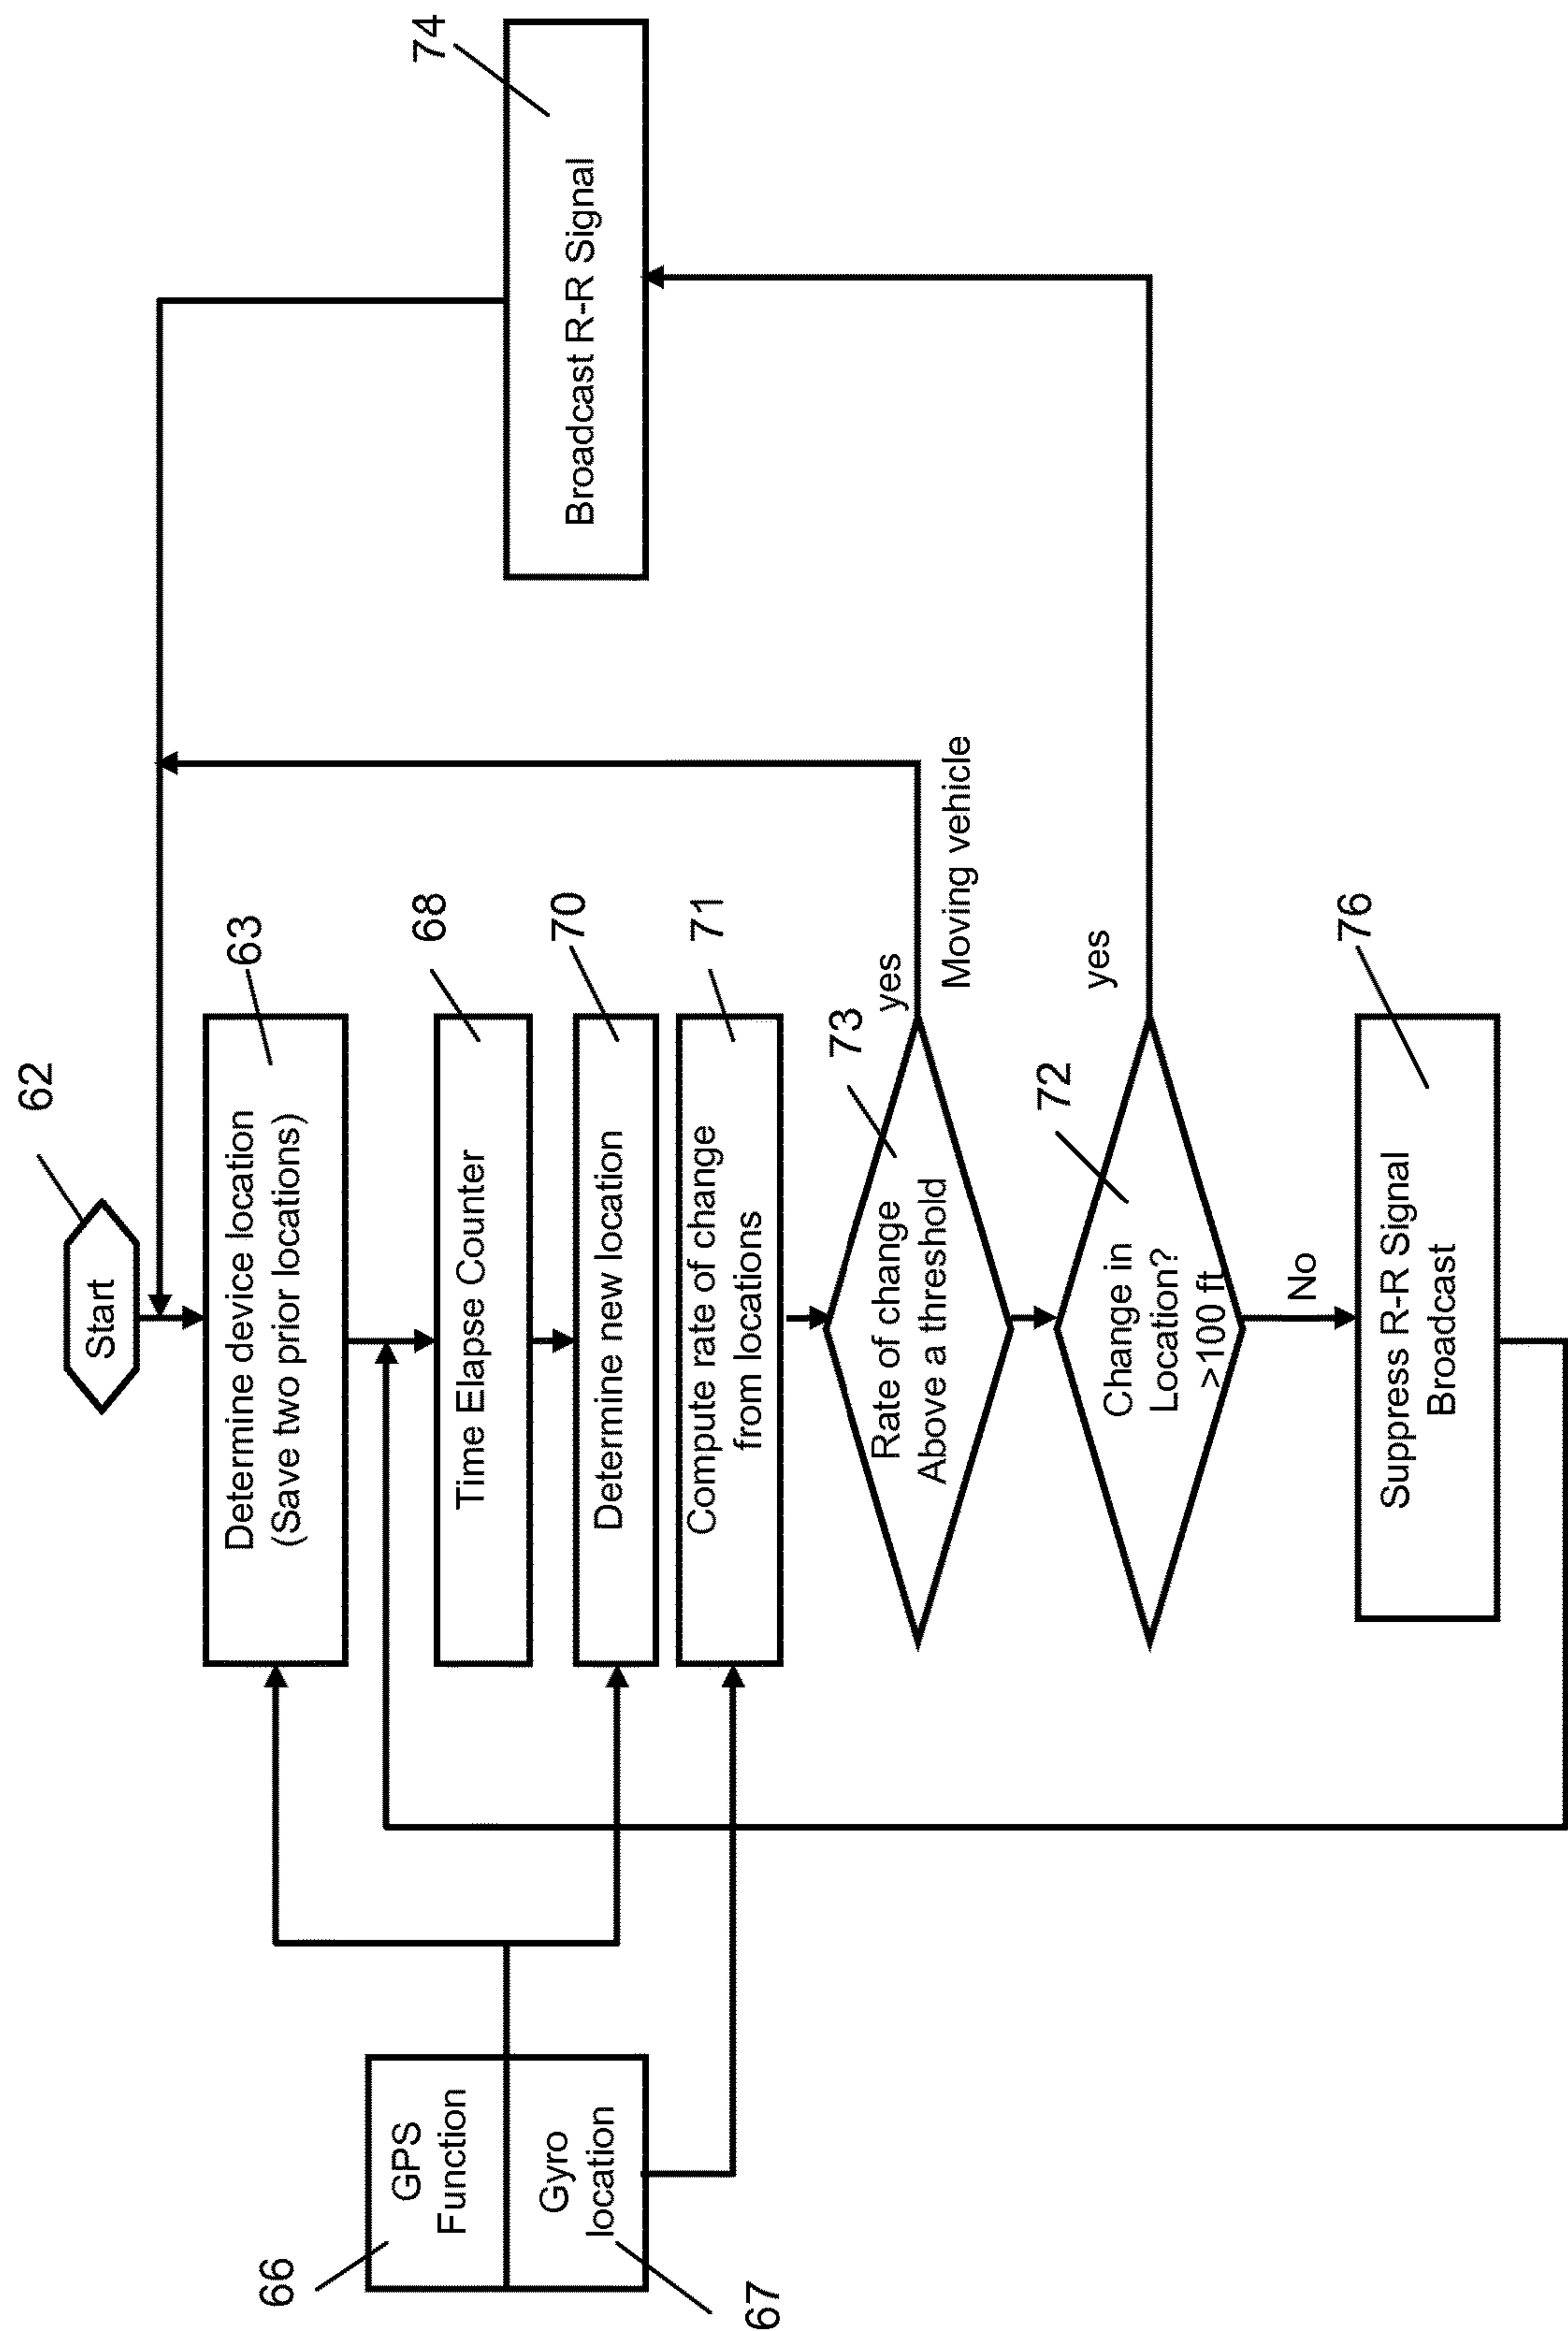 62
Start
63
Determine device location
(Save two prior locations)
66
GPS
Function
Gyro
location
67
68
Time Elapse Counter
70
Determine new location
71
Compute rate of change
from locations
73
Rate of change
Above a threshold
yes
Moving vehicle
72
Change in
Location?
>100 ft
yes
No
74
Broadcast R-R Signal
76
Suppress R-R Signal
Broadcast